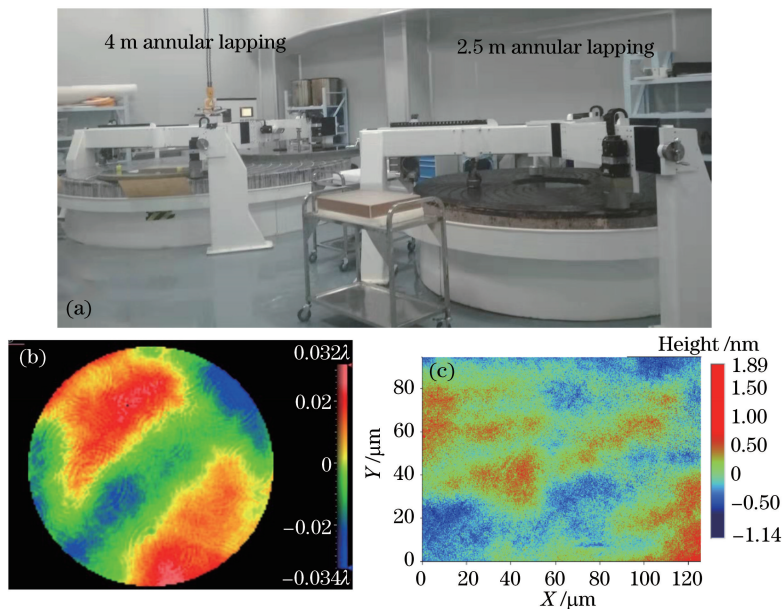 4 m annular lapping
2.5 m annular lapping
(a)
(b)
0.032λ
0.02
0
−0.02
−0.034λ
(c)
Height /nm
1.89
1.50
1.00
0.50
0
−0.50
−1.14
80
60
40
20
0
Y /μm
0 20 40 60 80 100 120
X /μm